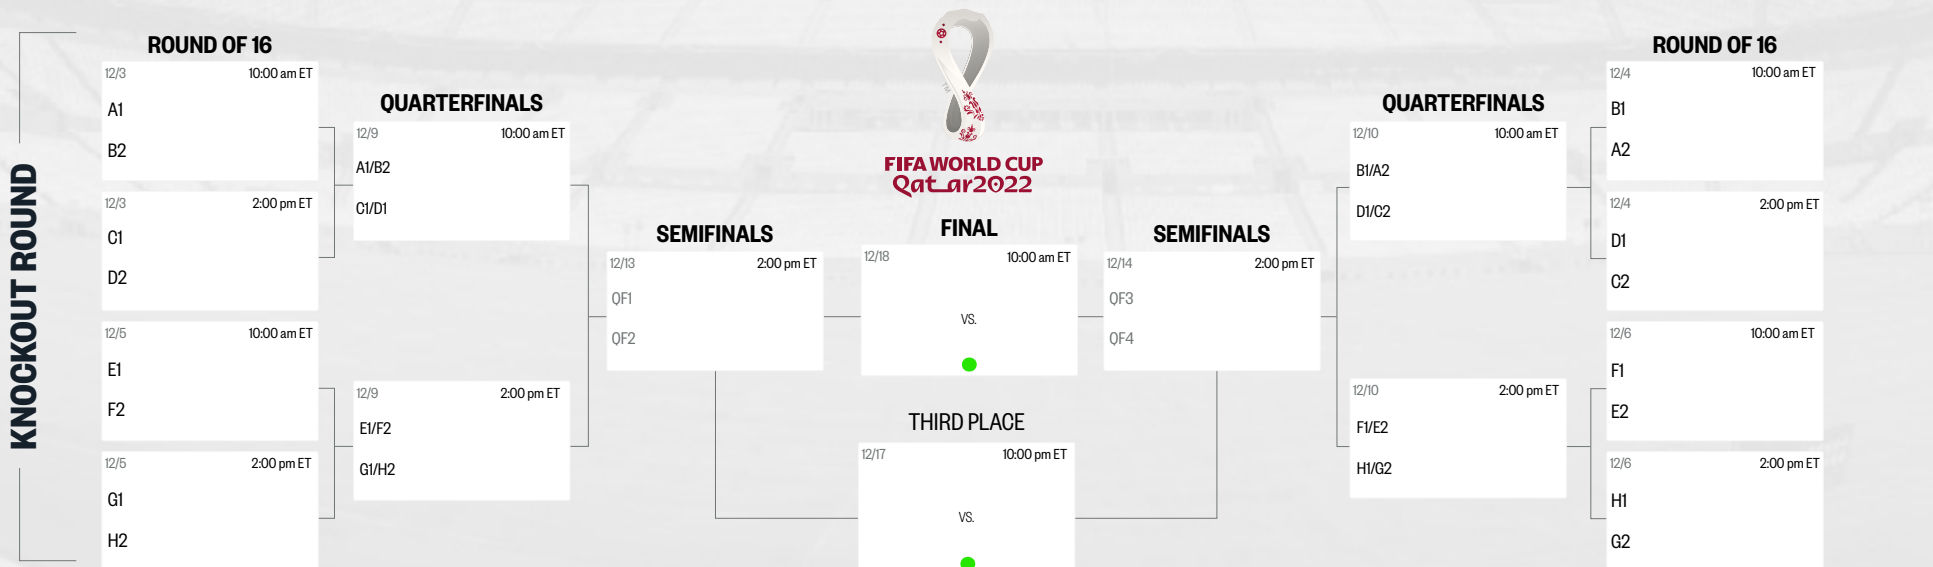 KNOCKOUT ROUND
ROUND OF 16
12/3 10:00 am ET
A1
B2
12/3 2:00 pm ET
C1
D2
12/5 10:00 am ET
E1
F2
12/5 2:00 pm ET
G1
H2
QUARTERFINALS
12/9 10:00 am ET
A1/B2
C1/D1
12/9 2:00 pm ET
E1/F2
G1/H2
SEMIFINALS
12/13 2:00 pm ET
QF1
QF2
TM
FIFA WORLD CUP
Qatar2022
FINAL
12/18 10:00 am ET
VS.
THIRD PLACE
12/17 10:00 pm ET
VS.
SEMIFINALS
12/14 2:00 pm ET
QF3
QF4
QUARTERFINALS
12/10 10:00 am ET
B1/A2
D1/C2
12/10 2:00 pm ET
F1/E2
H1/G2
ROUND OF 16
12/4 10:00 am ET
B1
A2
12/4 2:00 pm ET
D1
C2
12/6 10:00 am ET
F1
E2
12/6 2:00 pm ET
H1
G2